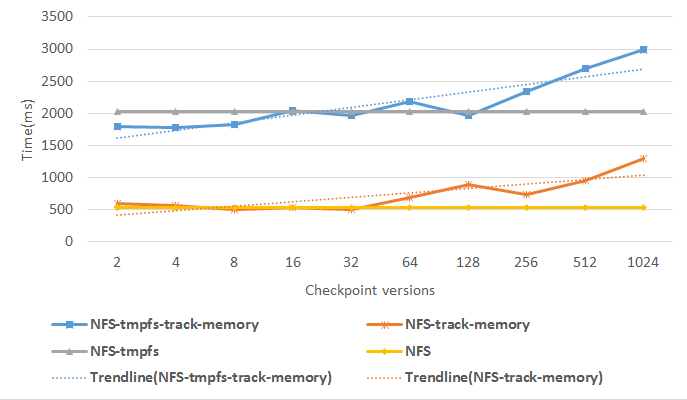 3500
3000
2500
2000
1500
1000
500
0
Time(ms)
2 4 8 16 32 64 128 256 512 1024
Checkpoint versions
NFS-tmpfs-track-memory NFS-track-memory
NFS-tmpfs NFS
Trendline(NFS-tmpfs-track-memory) Trendline(NFS-track-memory)